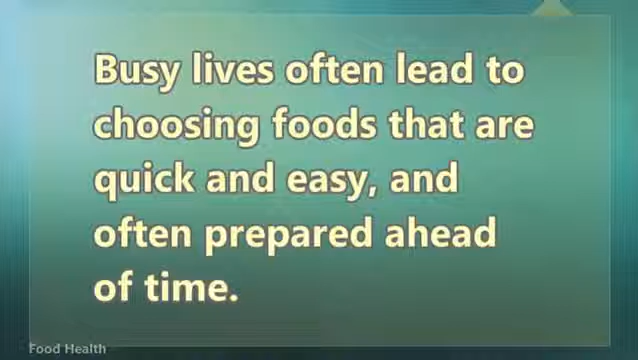 Busy lives often lead to
choosing foods that are
quick and easy, and
often prepared ahead
of time.
Food Health